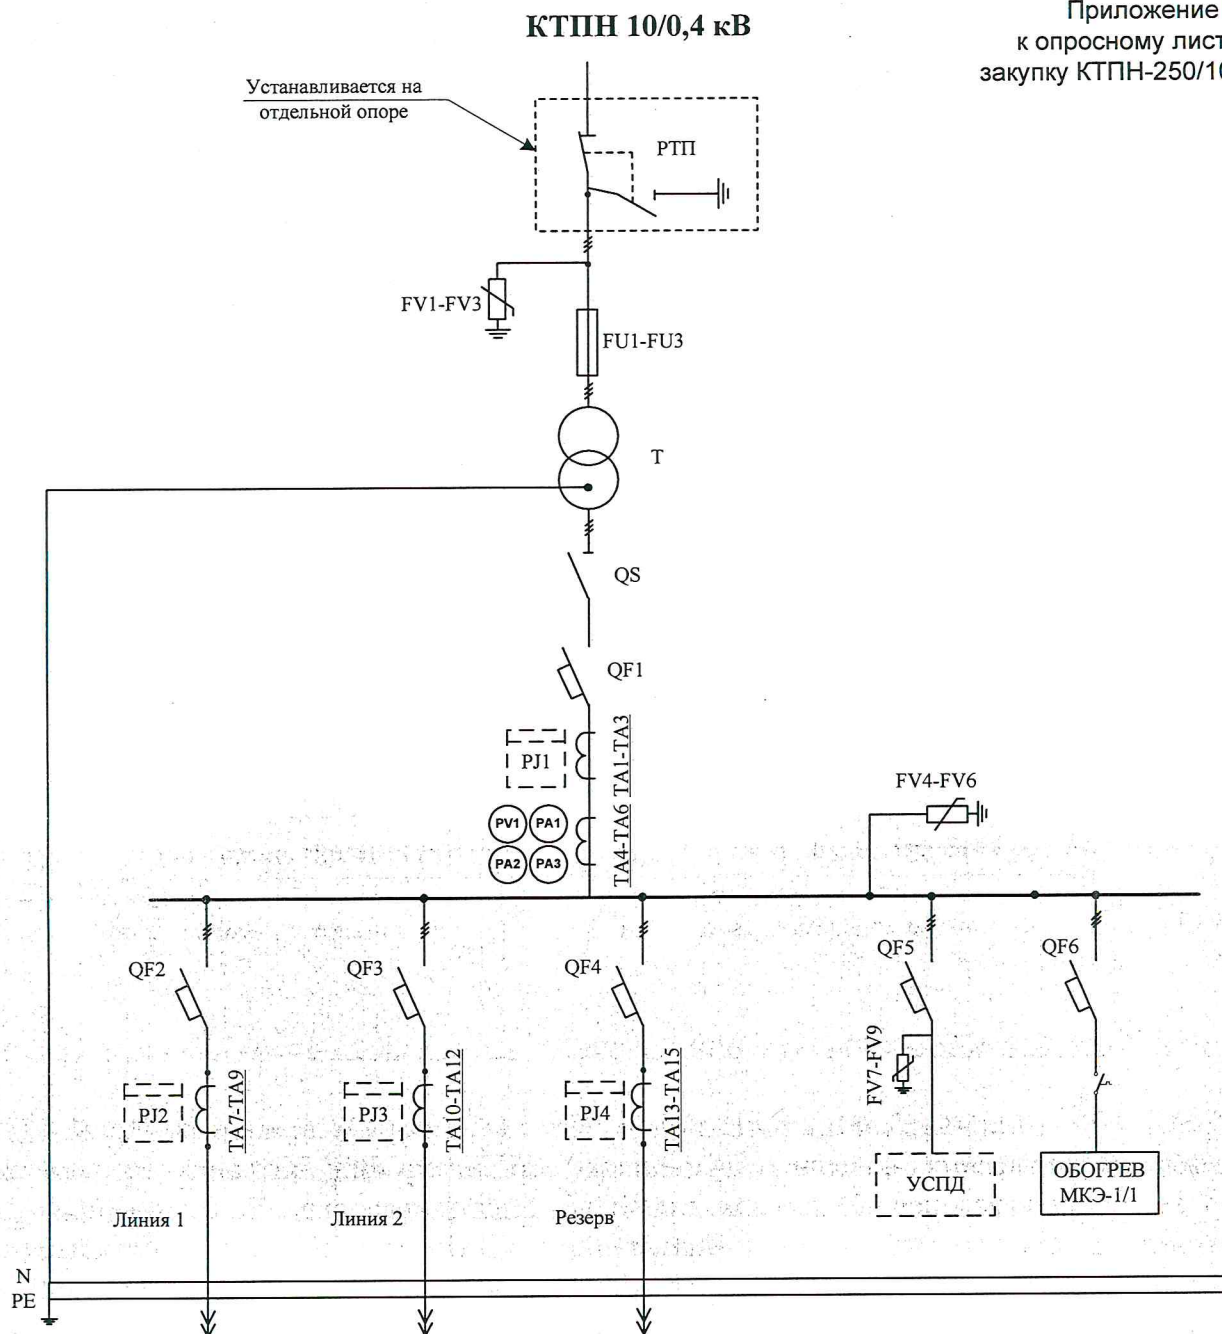 КТПН 10/0,4 кВ
Приложение
к опросному лист
закупку КТПН-250/10
Устанавливается на
отдельной опоре
РТП
FV1-FV3
FU1-FU3
T
QS
QF1
PJ1
TA1-TA3
PV1
PA1
PA2
PA3
TA4-TA6
FV4-FV6
QF2
QF3
QF4
QF5
QF6
PJ2
TA7-TA9
PJ3
TA10-TA12
PJ4
TA13-TA15
FV7-FV9
УСПД
ОБОГРЕВ
МКЭ-1/1
Линия 1
Линия 2
Резерв
N
PE